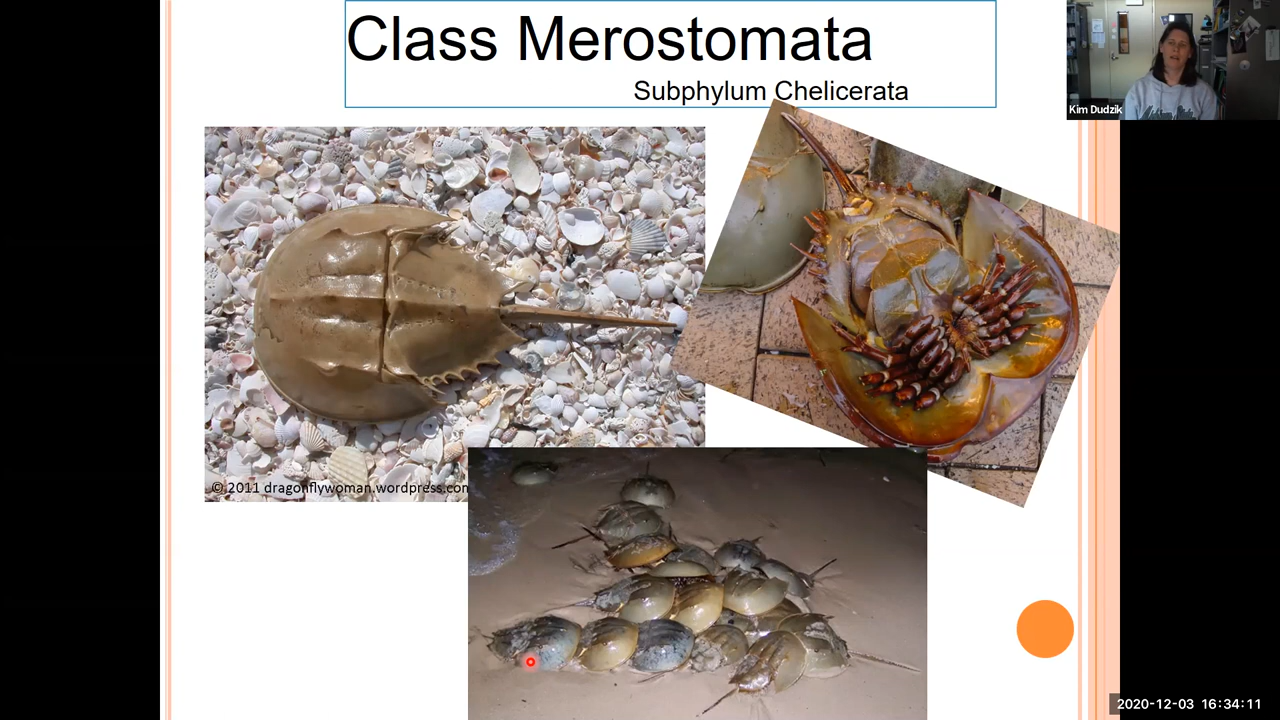 Class Merostomata
Subphylum Chelicerata
Kim Dudzik
© 2011 dragonflywoman.wordpress.com
2020-12-03 16:34:11